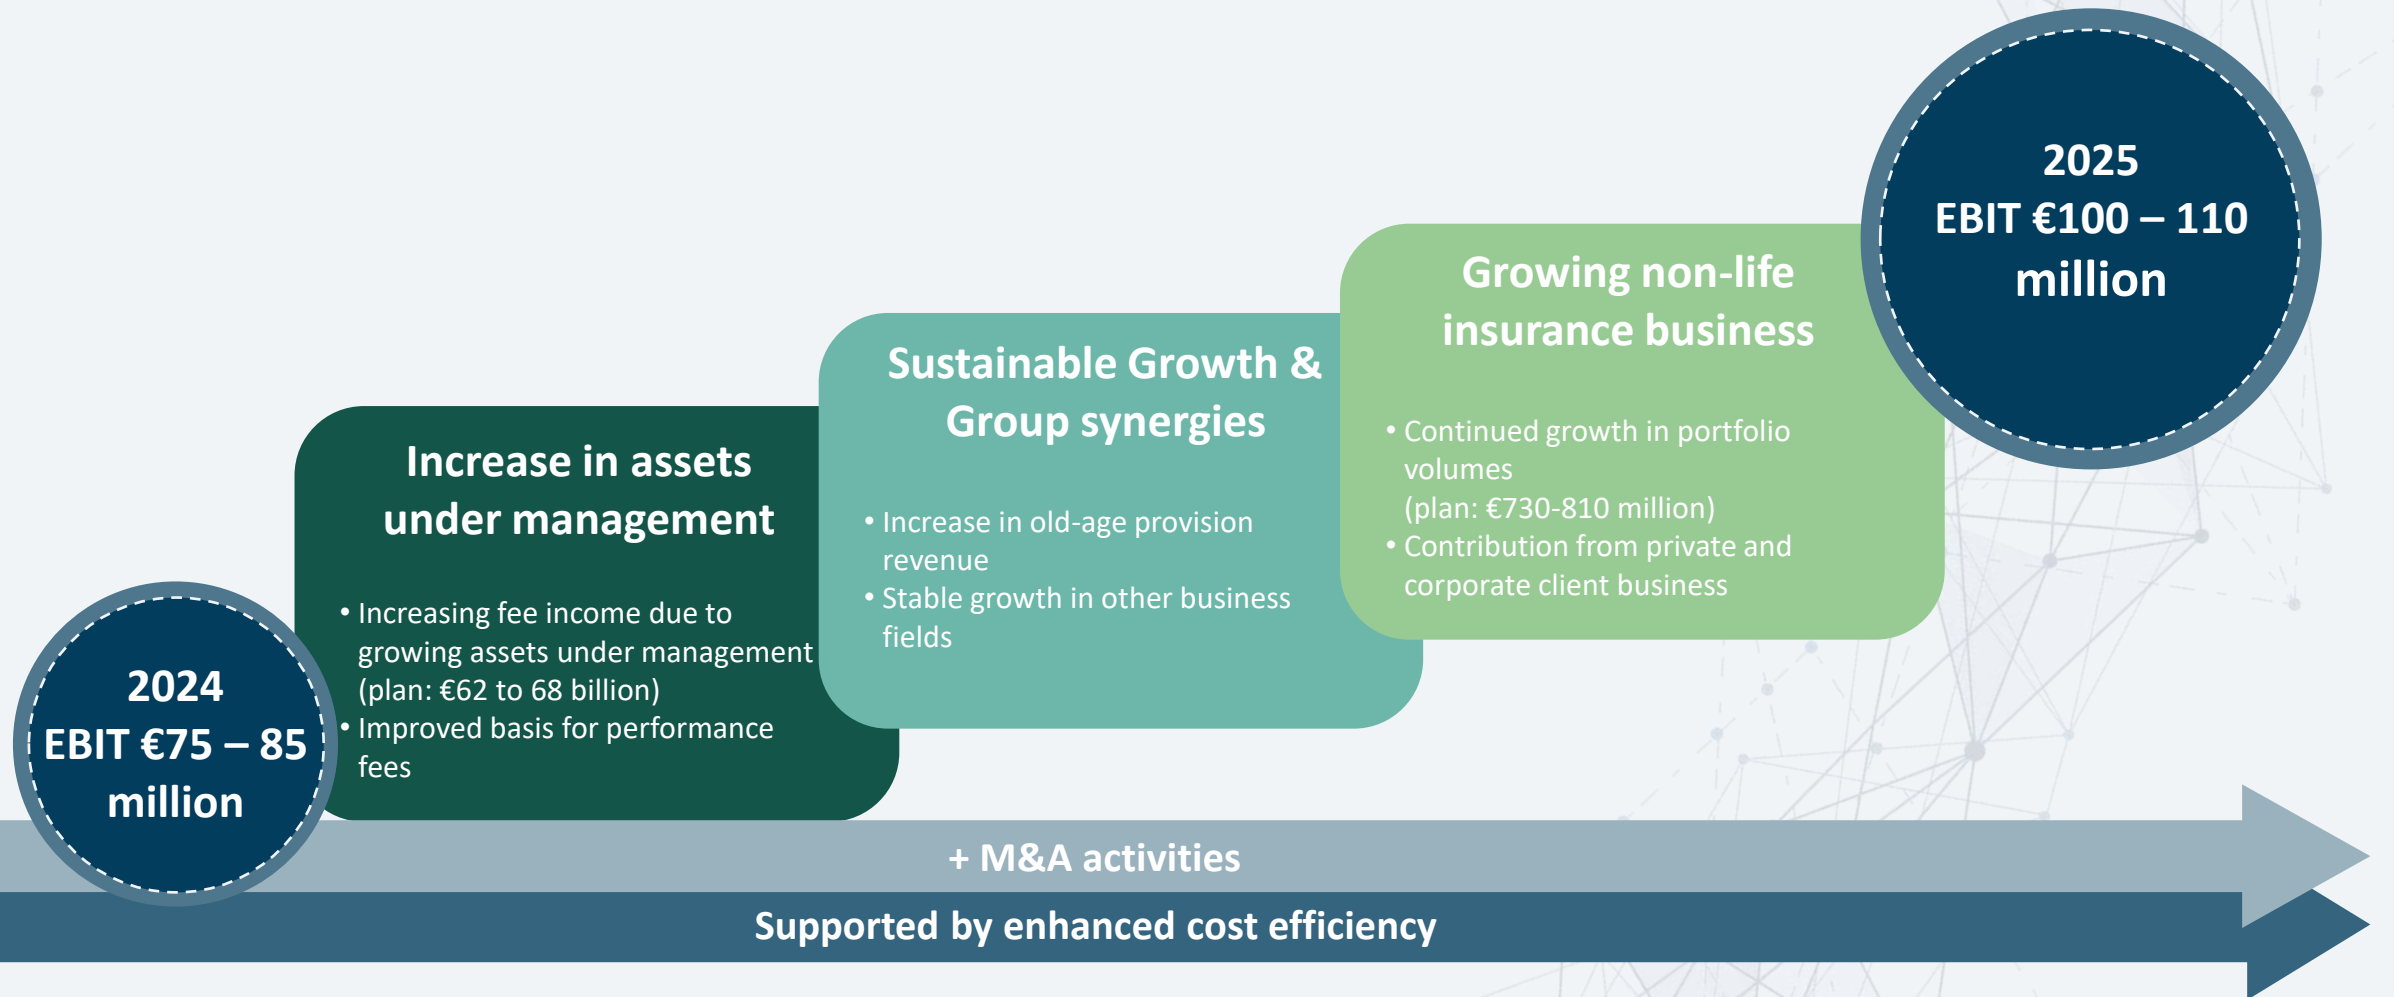 2024
EBIT €75 – 85
million
Increase in assets
under management
• Increasing fee income due to
growing assets under management
(plan: €62 to 68 billion)
• Improved basis for performance
fees
Sustainable Growth &
Group synergies
• Increase in old-age provision
revenue
• Stable growth in other business
fields
Growing non-life
insurance business
• Continued growth in portfolio
volumes
(plan: €730-810 million)
• Contribution from private and
corporate client business
2025
EBIT €100 – 110
million
+ M&A activities
Supported by enhanced cost efficiency